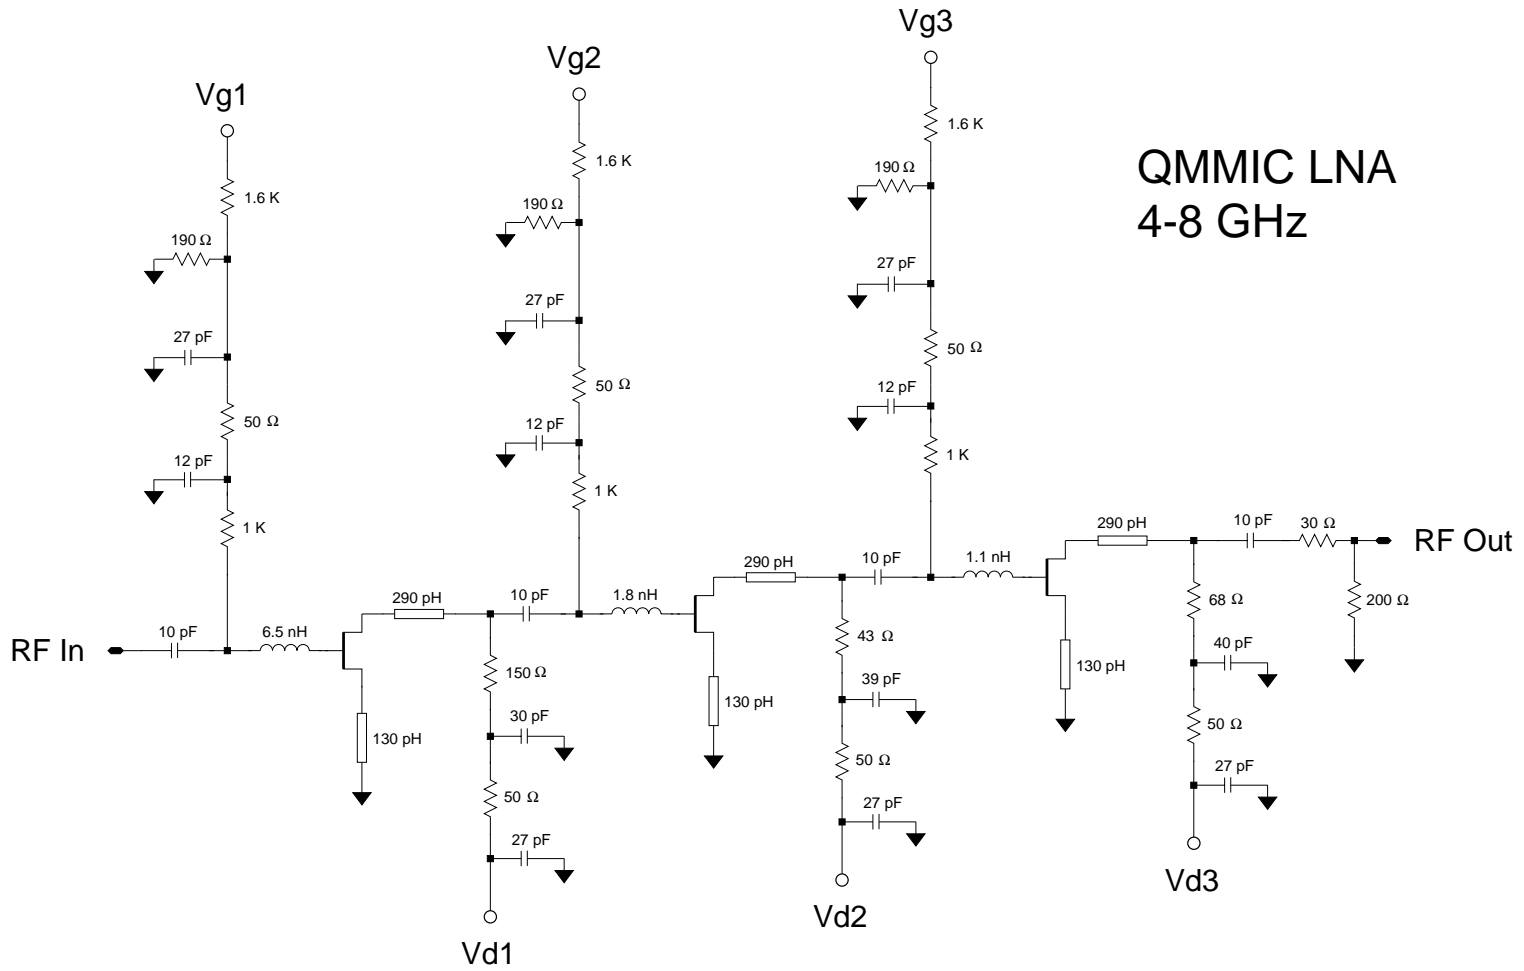 Vg3
Vg2
Vg1
1.6 K
190 Ω
27 pF
50 Ω
12 pF
1 K
1.6 K
190 Ω
27 pF
50 Ω
12 pF
1 K
1.6 K
190 Ω
27 pF
50 Ω
12 pF
1 K
QMMIC LNA
4-8 GHz
RF In
10 pF
6.5 nH
290 pH
130 pH
150 Ω
30 pF
50 Ω
27 pF
Vd1
10 pF
1.8 nH
290 pH
130 pH
43 Ω
39 pF
50 Ω
27 pF
Vd2
10 pF
1.1 nH
290 pH
130 pH
68 Ω
40 pF
50 Ω
27 pF
Vd3
10 pF
30 Ω
200 Ω
RF Out